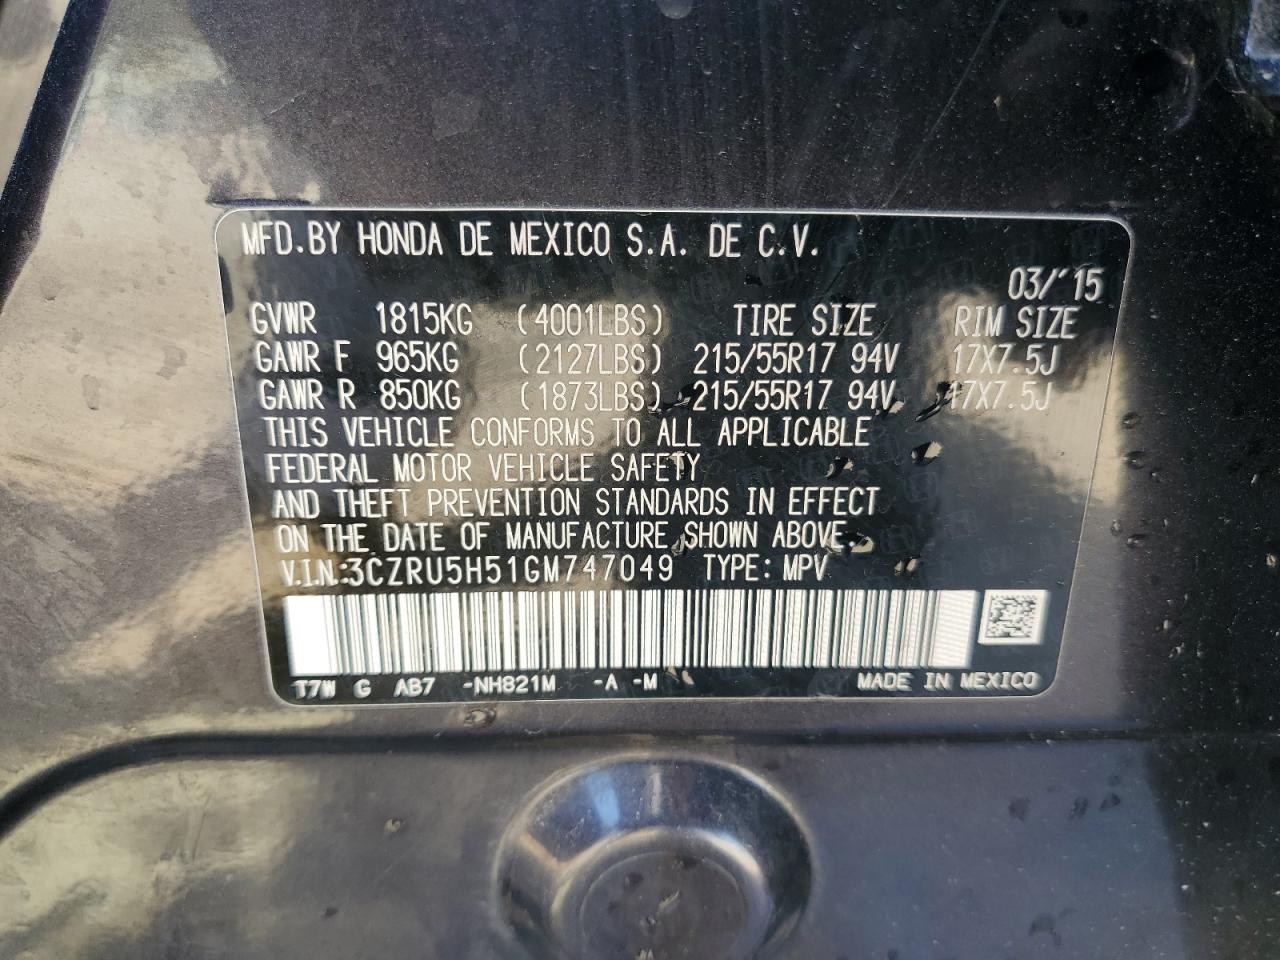 MFD.BY HONDA DE MEXICO S.A. DE C.V.
03/'15
GVWR 1815KG (4001LBS) TIRE SIZE RIM SIZE
GAWR F 965KG (2127LBS) 215/55R17 94V 17X7.5J
GAWR R 850KG (1873LBS) 215/55R17 94V 17X7.5J
THIS VEHICLE CONFORMS TO ALL APPLICABLE
FEDERAL MOTOR VEHICLE SAFETY
AND THEFT PREVENTION STANDARDS IN EFFECT
ON THE DATE OF MANUFACTURE SHOWN ABOVE.
V.I.N.:3CZRU5H51GM747049 TYPE: MPV
T7W G AB7 -NH821M -A -M MADE IN MEXICO